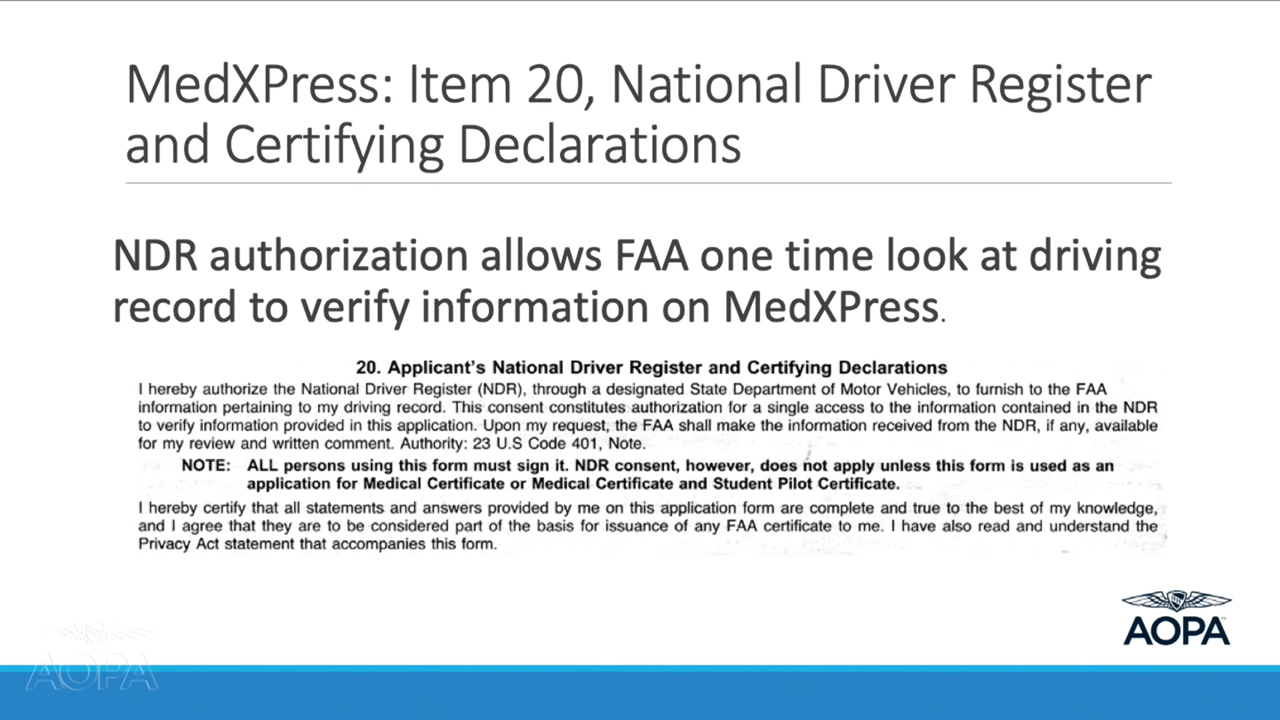 MedXPress: Item 20, National Driver Register
and Certifying Declarations
NDR authorization allows FAA one time look at driving
record to verify information on MedXPress.
20. Applicant's National Driver Register and Certifying Declarations
I hereby authorize the National Driver Register (NDR), through a designated State Department of Motor Vehicles, to furnish to the FAA
information pertaining to my driving record. This consent constitutes authorization for a single access to the information contained in the NDR
to verify information provided in this application. Upon my request, the FAA shall make the information received from the NDR, if any, available
for my review and written comment. Authority: 23 U.S Code 401, Note.
NOTE: ALL persons using this form must sign it. NDR consent, however, does not apply unless this form is used as an
application for Medical Certificate or Medical Certificate and Student Pilot Certificate.
I hereby certify that all statements and answers provided by me on this application form are complete and true to the best of my knowledge,
and I agree that they are to be considered part of the basis for issuance of any FAA certificate to me. I have also read and understand the
Privacy Act statement that accompanies this form.
AOPA
AOPA